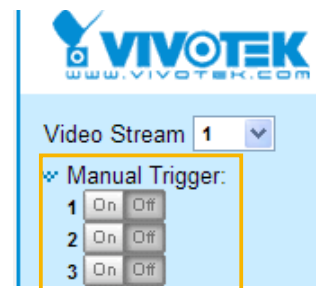 VIVOTEK
www.vivotek.com
Video Stream 1
Manual Trigger:
1 On Off
2 On Off
3 On Off